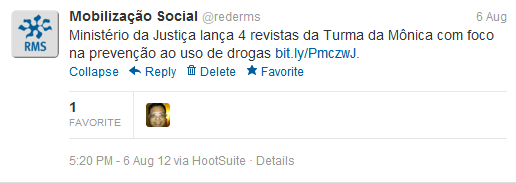 Mobilização Social @rederms 6 Aug
RMS
Ministério da Justiça lança 4 revistas da Turma da Mônica com foco
na prevenção ao uso de drogas bit.ly/PmczwJ.
Collapse Reply Delete Favorite
1
FAVORITE
5:20 PM - 6 Aug 12 via HootSuite · Details